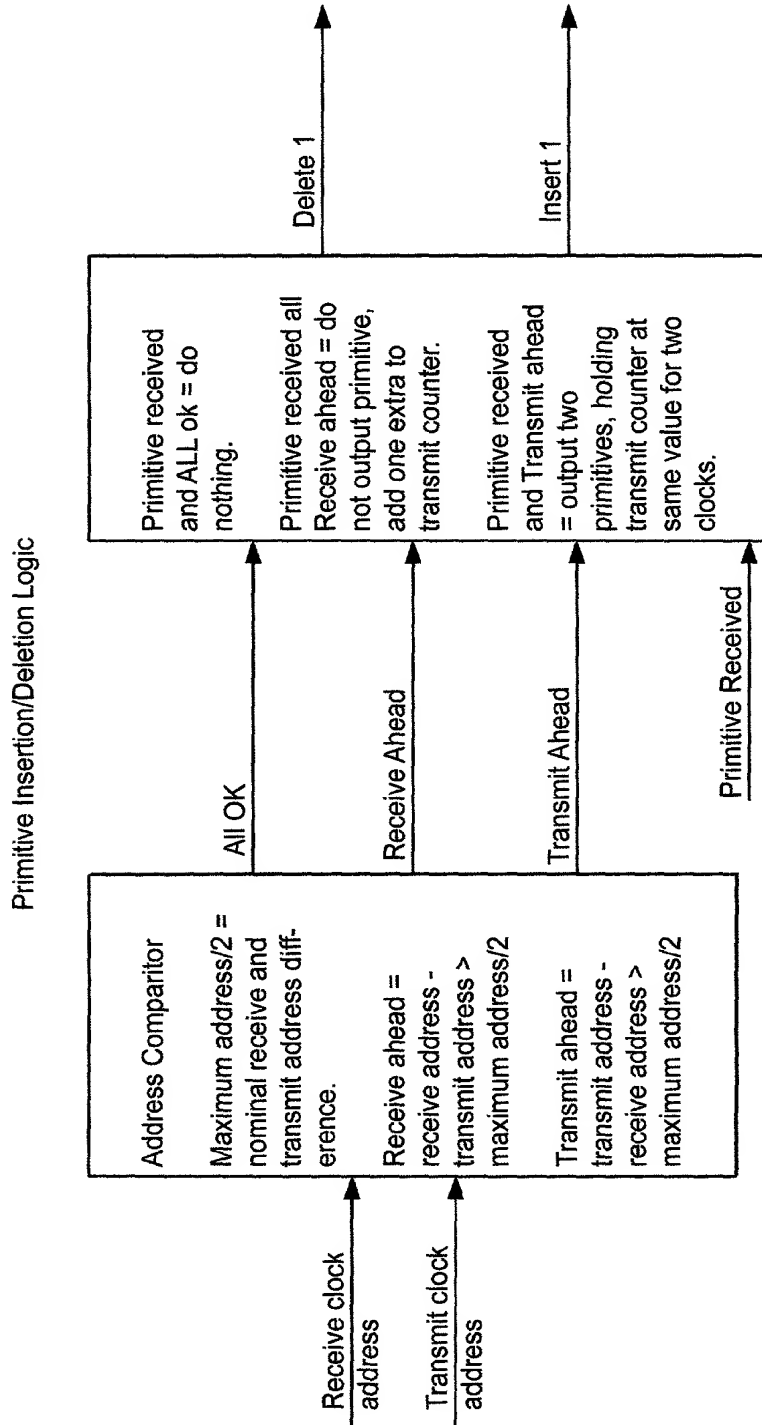 Primitive Insertion/Deletion Logic
Receive clock
address
Transmit clock
address
Address Comparitor
Maximum address/2 =
nominal receive and
transmit address diff-
erence.
Receive ahead =
receive address -
transmit address >
maximum address/2
Transmit ahead =
transmit address -
receive address >
maximum address/2
All OK
Receive Ahead
Transmit Ahead
Primitive Received
Primitive received
and ALL ok = do
nothing.
Primitive received all
Receive ahead = do
not output primitive,
add one extra to
transmit counter.
Primitive received
and Transmit ahead
= output two
primitives, holding
transmit counter at
same value for two
clocks.
Delete 1
Insert 1